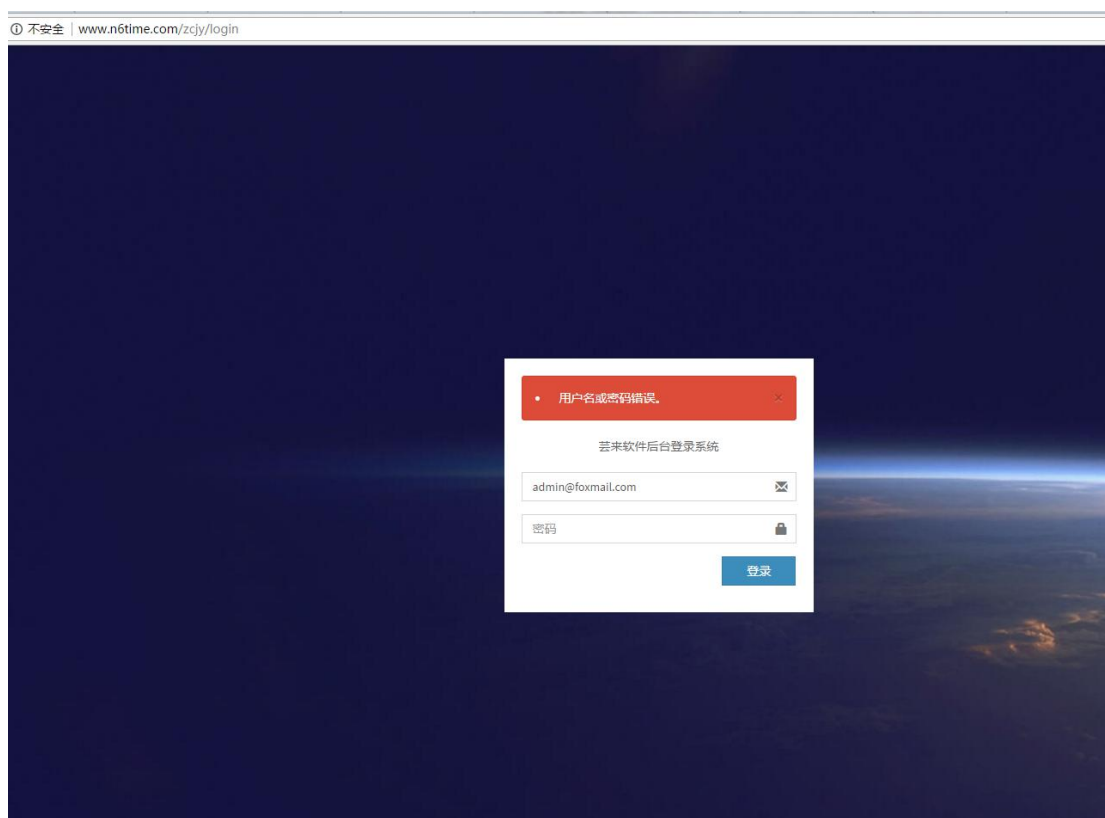 不安全 | www.n6time.com/zcjy/login
用户名或密码错误。 ×
芸来软件后台登录系统
admin@foxmail.com
密码
登录